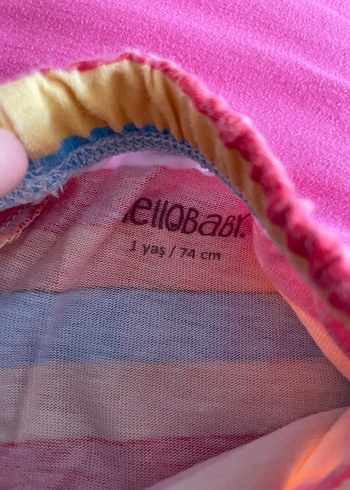 ellOBaBY.
1 yaş / 74 cm